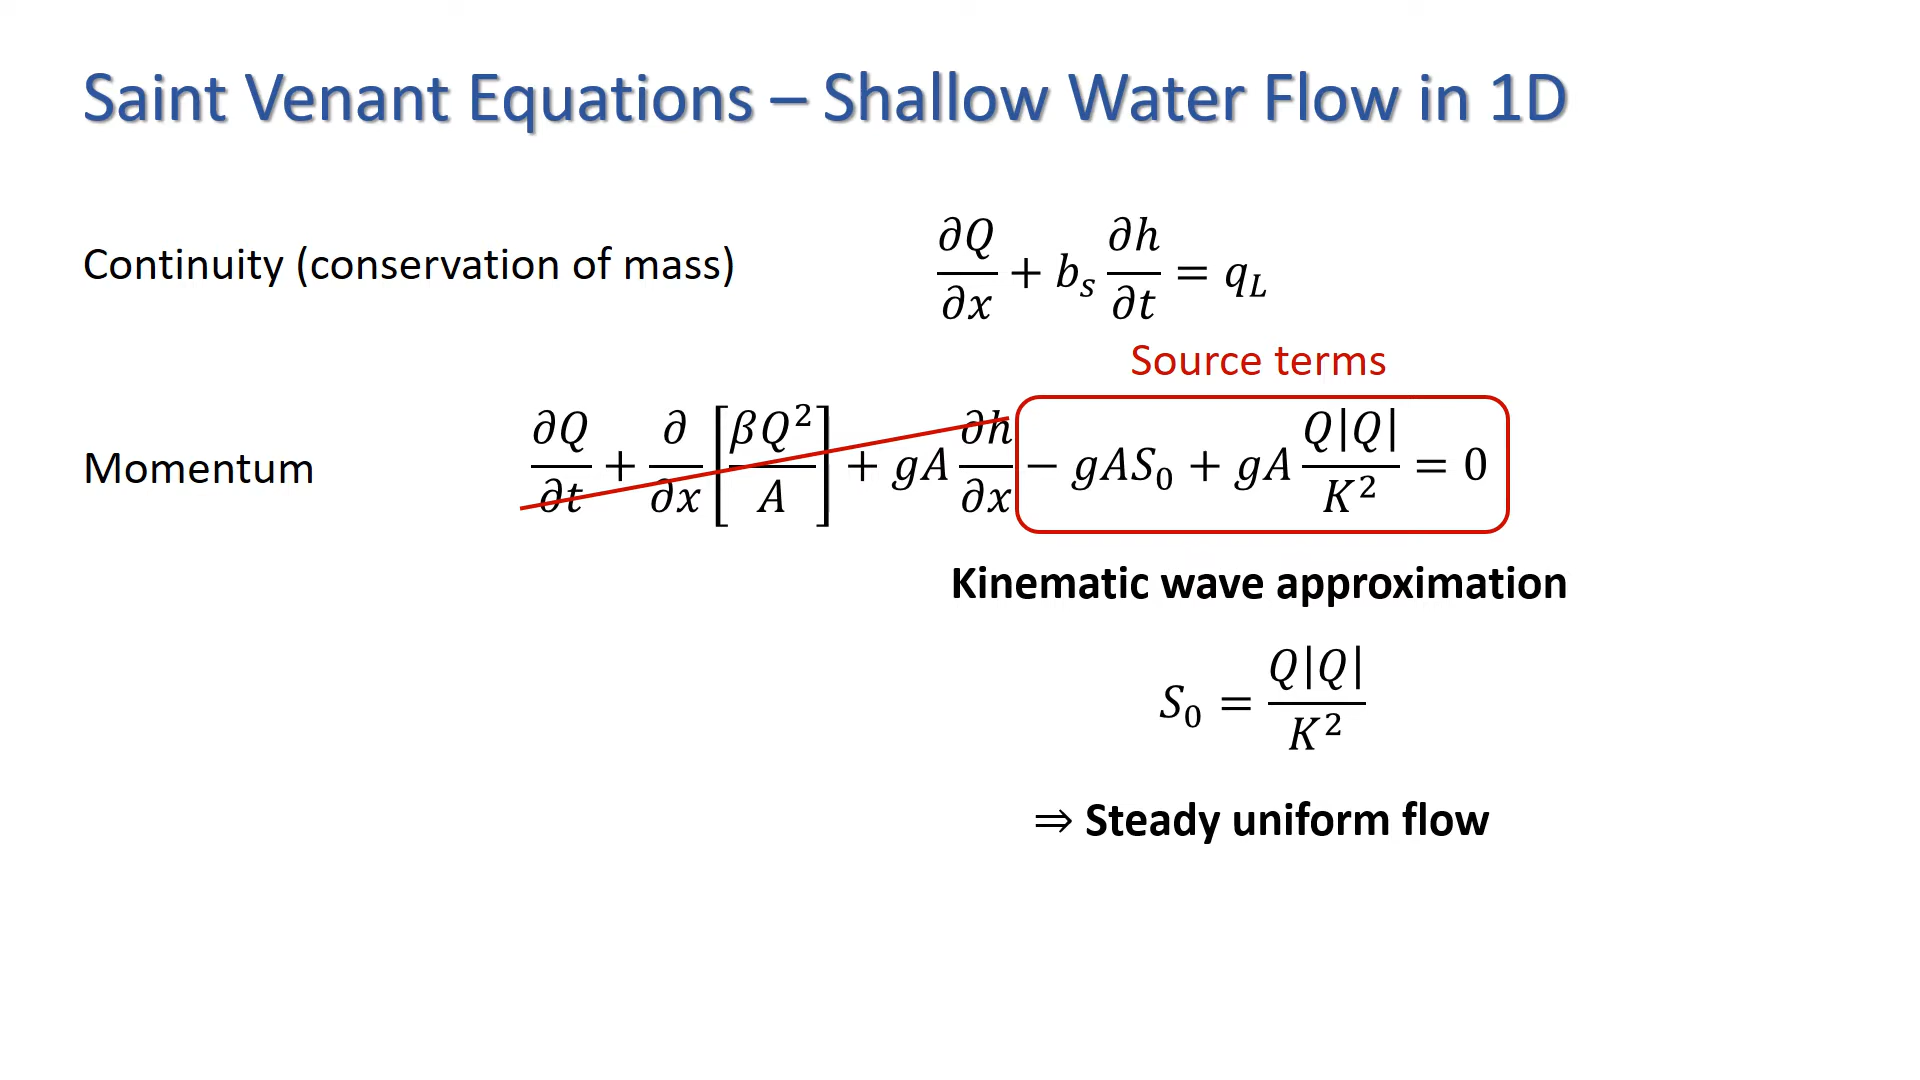 Saint Venant Equations – Shallow Water Flow in 1D
Continuity (conservation of mass) ∂Q/∂x + b_s ∂h/∂t = q_L
Source terms
Momentum ∂Q/∂t + ∂/∂x [βQ²/A] + gA ∂h/∂x − gAS₀ + gA Q|Q|/K² = 0
Kinematic wave approximation
S₀ = Q|Q|/K²
⇒ Steady uniform flow